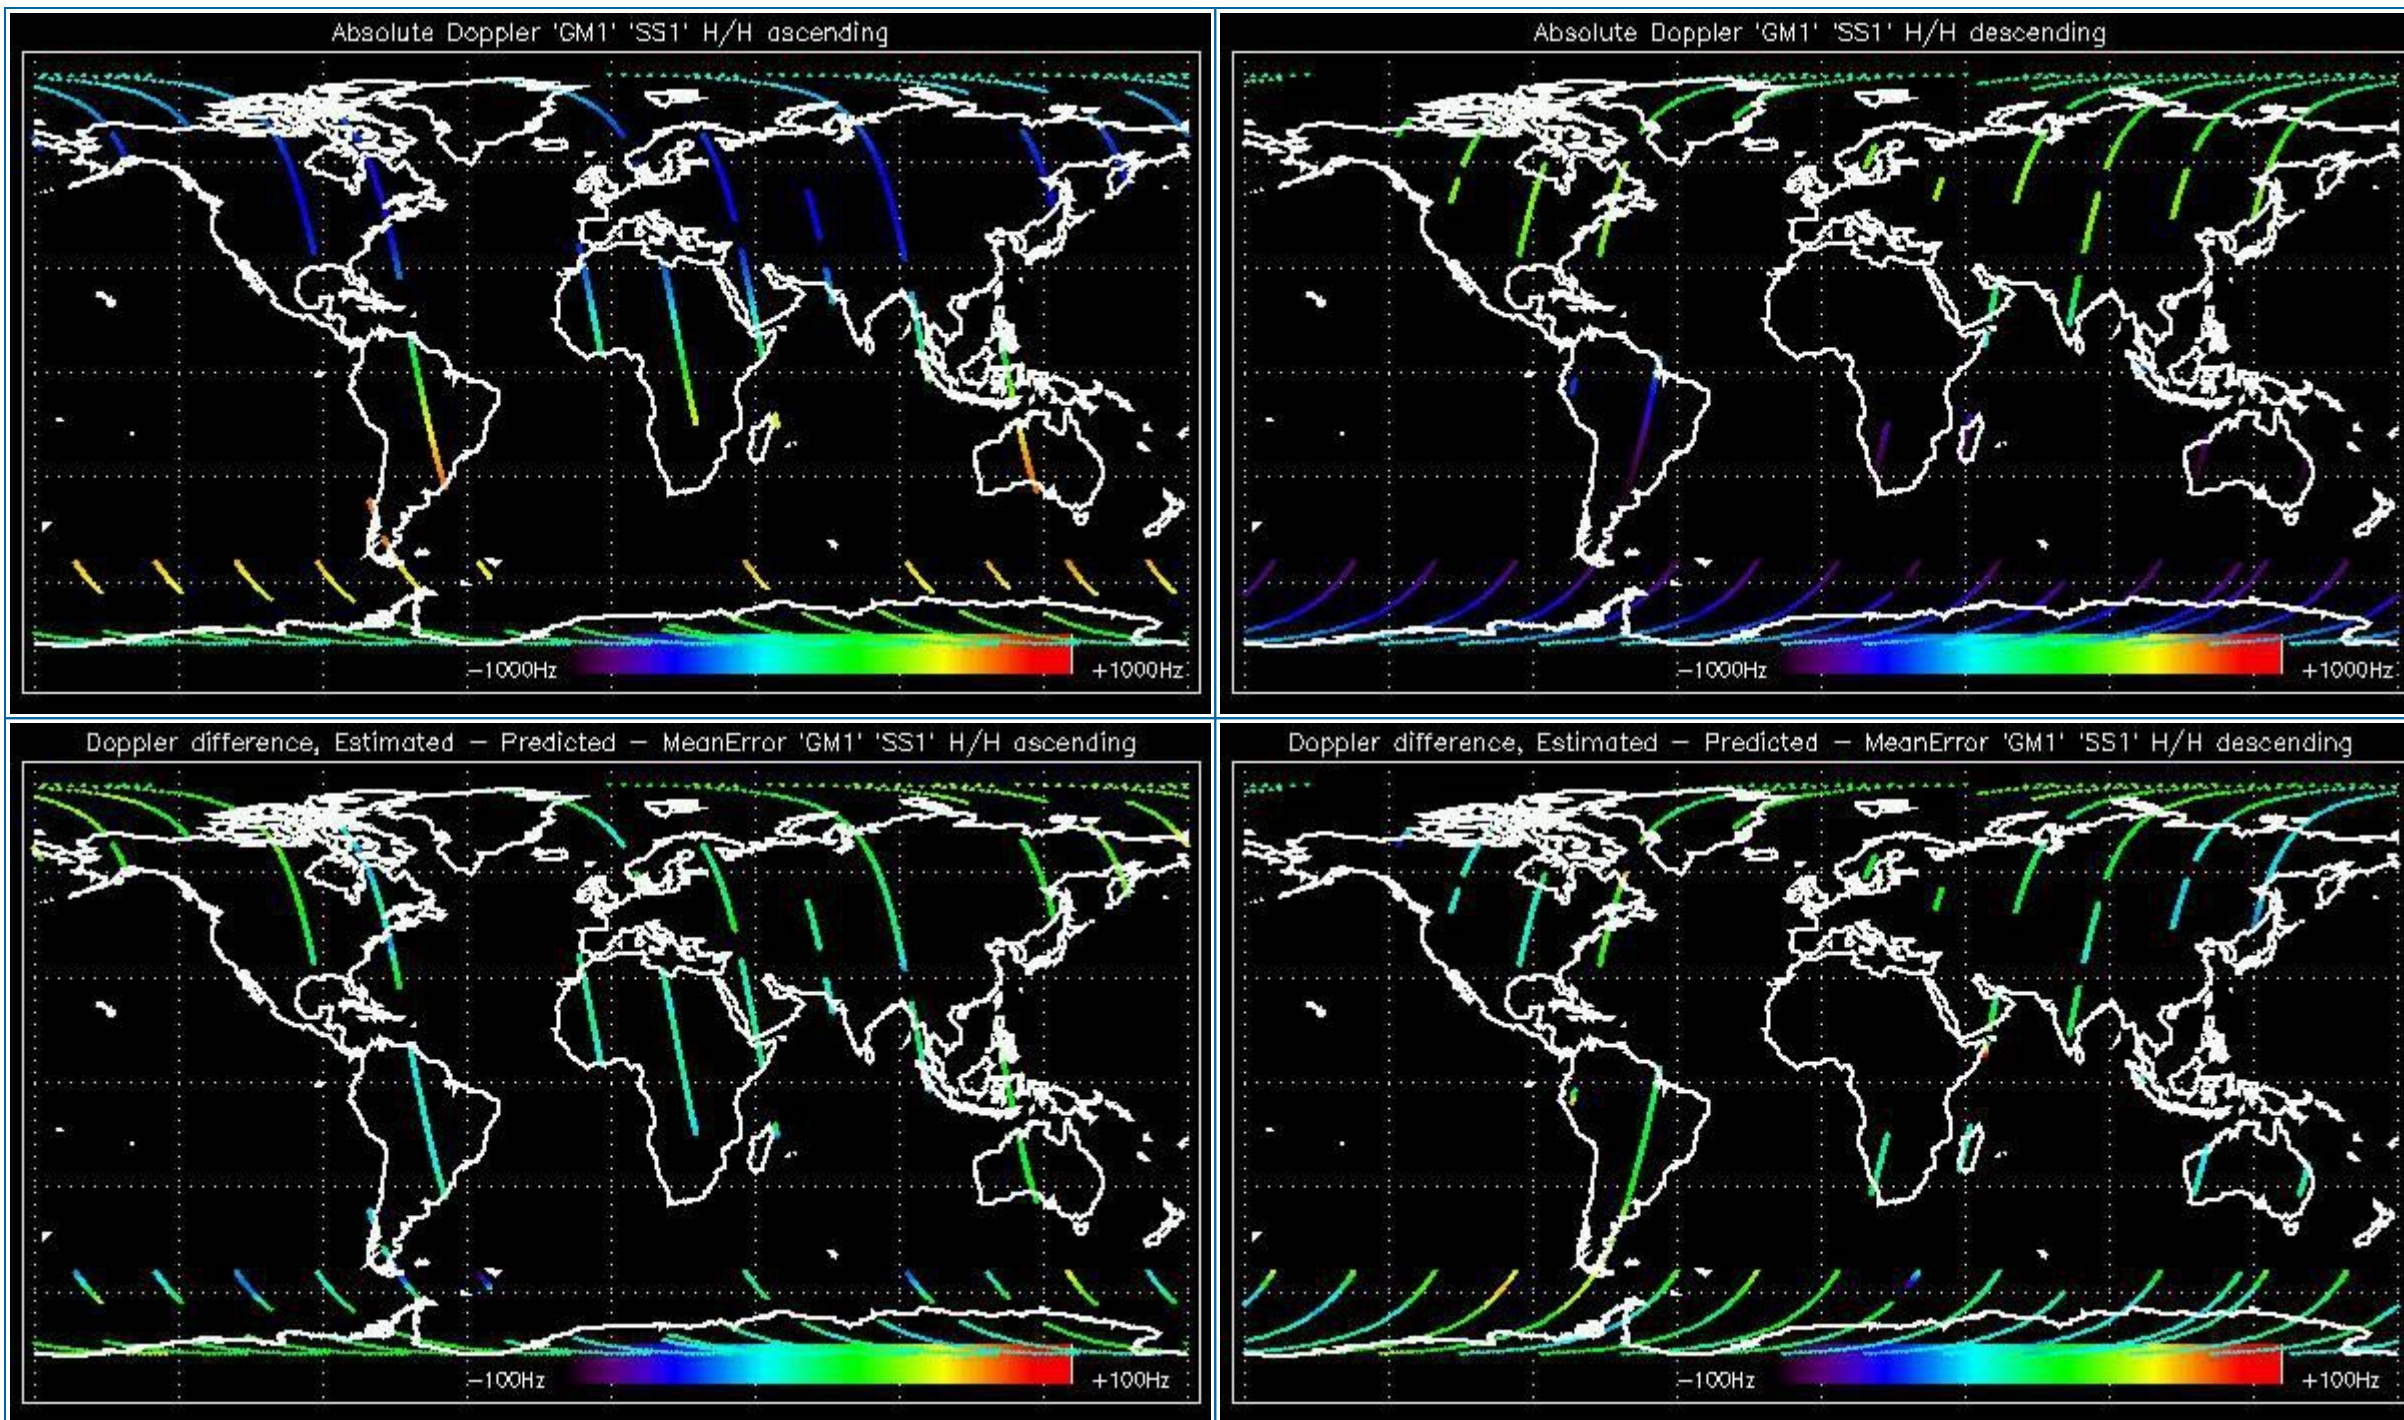 Absolute Doppler 'GM1' 'SS1' H/H ascending
-1000Hz
+1000Hz
Absolute Doppler 'GM1' 'SS1' H/H descending
-1000Hz
+1000Hz
Doppler difference, Estimated - Predicted - MeanError 'GM1' 'SS1' H/H ascending
-100Hz
+100Hz
Doppler difference, Estimated - Predicted - MeanError 'GM1' 'SS1' H/H descending
-100Hz
+100Hz